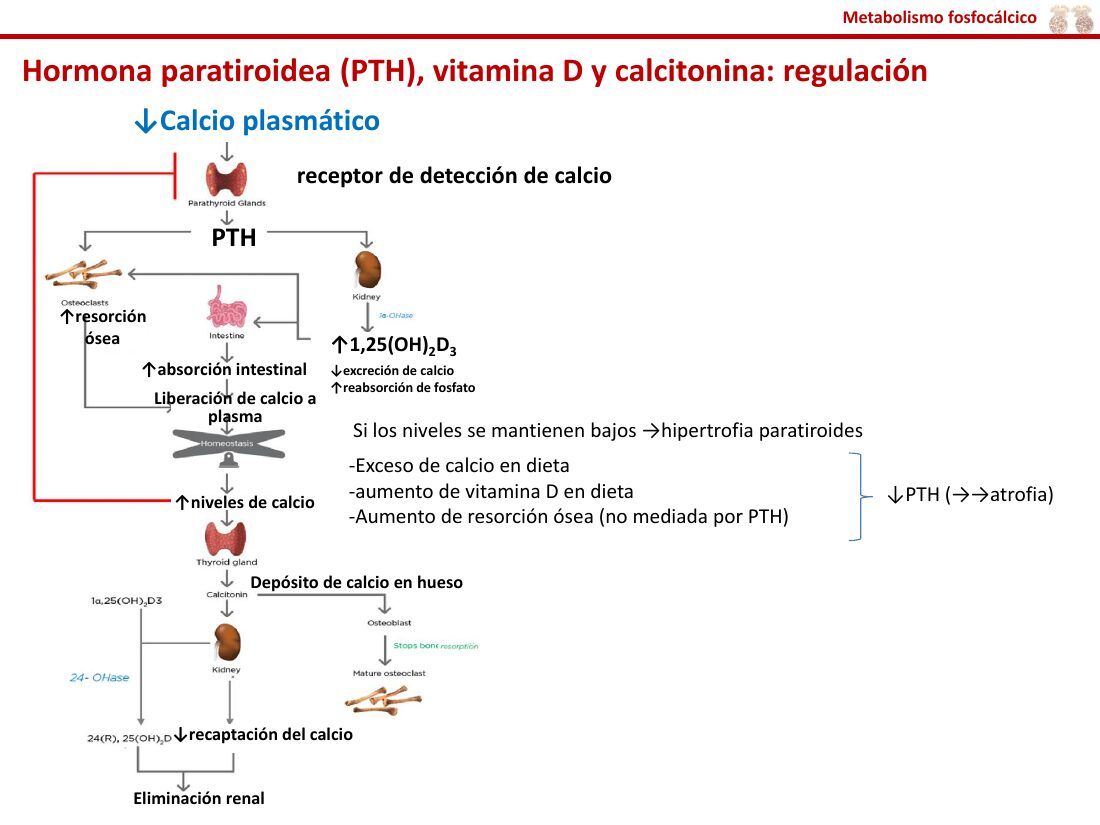 Metabolismo fosfocálcico
Hormona paratiroidea (PTH), vitamina D y calcitonina: regulación
↓Calcio plasmático
receptor de detección de calcio
Parathyroid Glands
PTH
Osteoclasts
↑resorción
ósea
Intestine
Kidney
1α-OHase
↑1,25(OH)₂D₃
↓excreción de calcio
↑reabsorción de fosfato
↑absorción intestinal
Liberación de calcio a
plasma
Homeostasis
Si los niveles se mantienen bajos →hipertrofia paratiroides
-Exceso de calcio en dieta
-aumento de vitamina D en dieta
-Aumento de resorción ósea (no mediada por PTH)
↓PTH (→→atrofia)
↑niveles de calcio
Thyroid gland
Depósito de calcio en hueso
Calcitonin
1α,25(OH)₂D3
Osteoblast
Stops bone resorption
Kidney
Mature osteoclast
24- OHase
24(R), 25(OH)₂D
↓recaptación del calcio
Eliminación renal